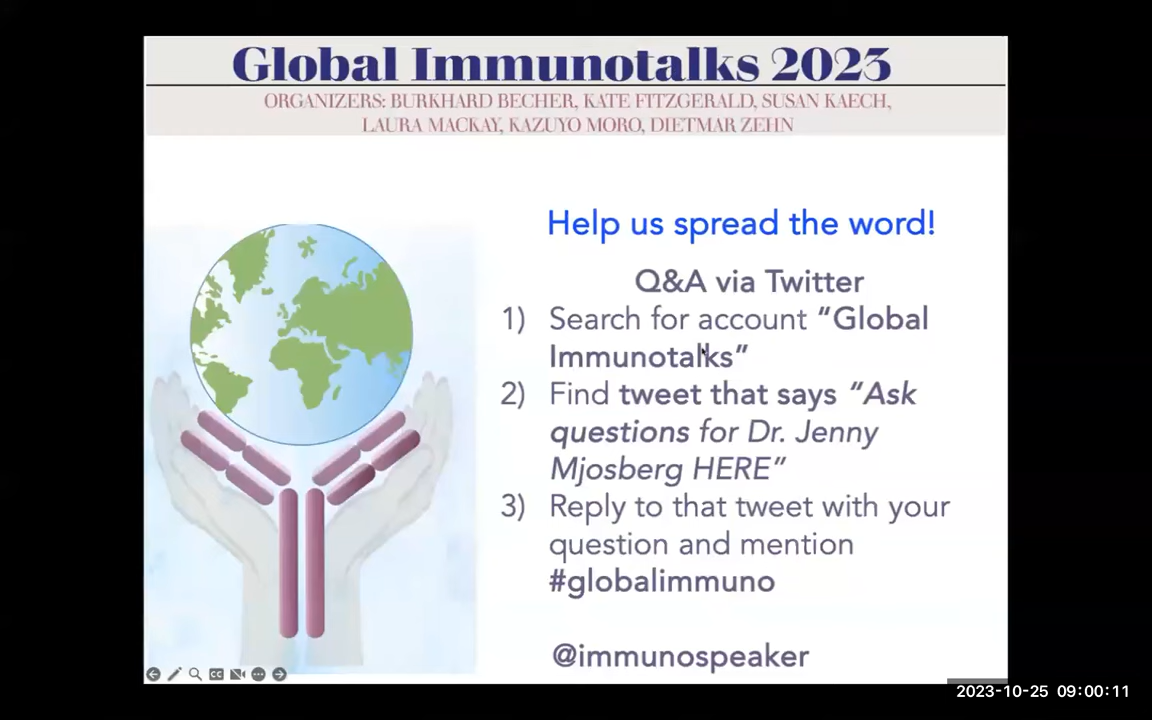 Global Immunotalks 2023
ORGANIZERS: BURKHARD BECHER, KATE FITZGERALD, SUSAN KAECH,
LAURA MACKAY, KAZUYO MORO, DIETMAR ZEHN
Help us spread the word!
Q&A via Twitter
1) Search for account “Global
Immunotalks”
2) Find tweet that says “Ask
questions for Dr. Jenny
Mjosberg HERE”
3) Reply to that tweet with your
question and mention
#globalimmuno
@immunospeaker
CC
2023-10-25 09:00:11